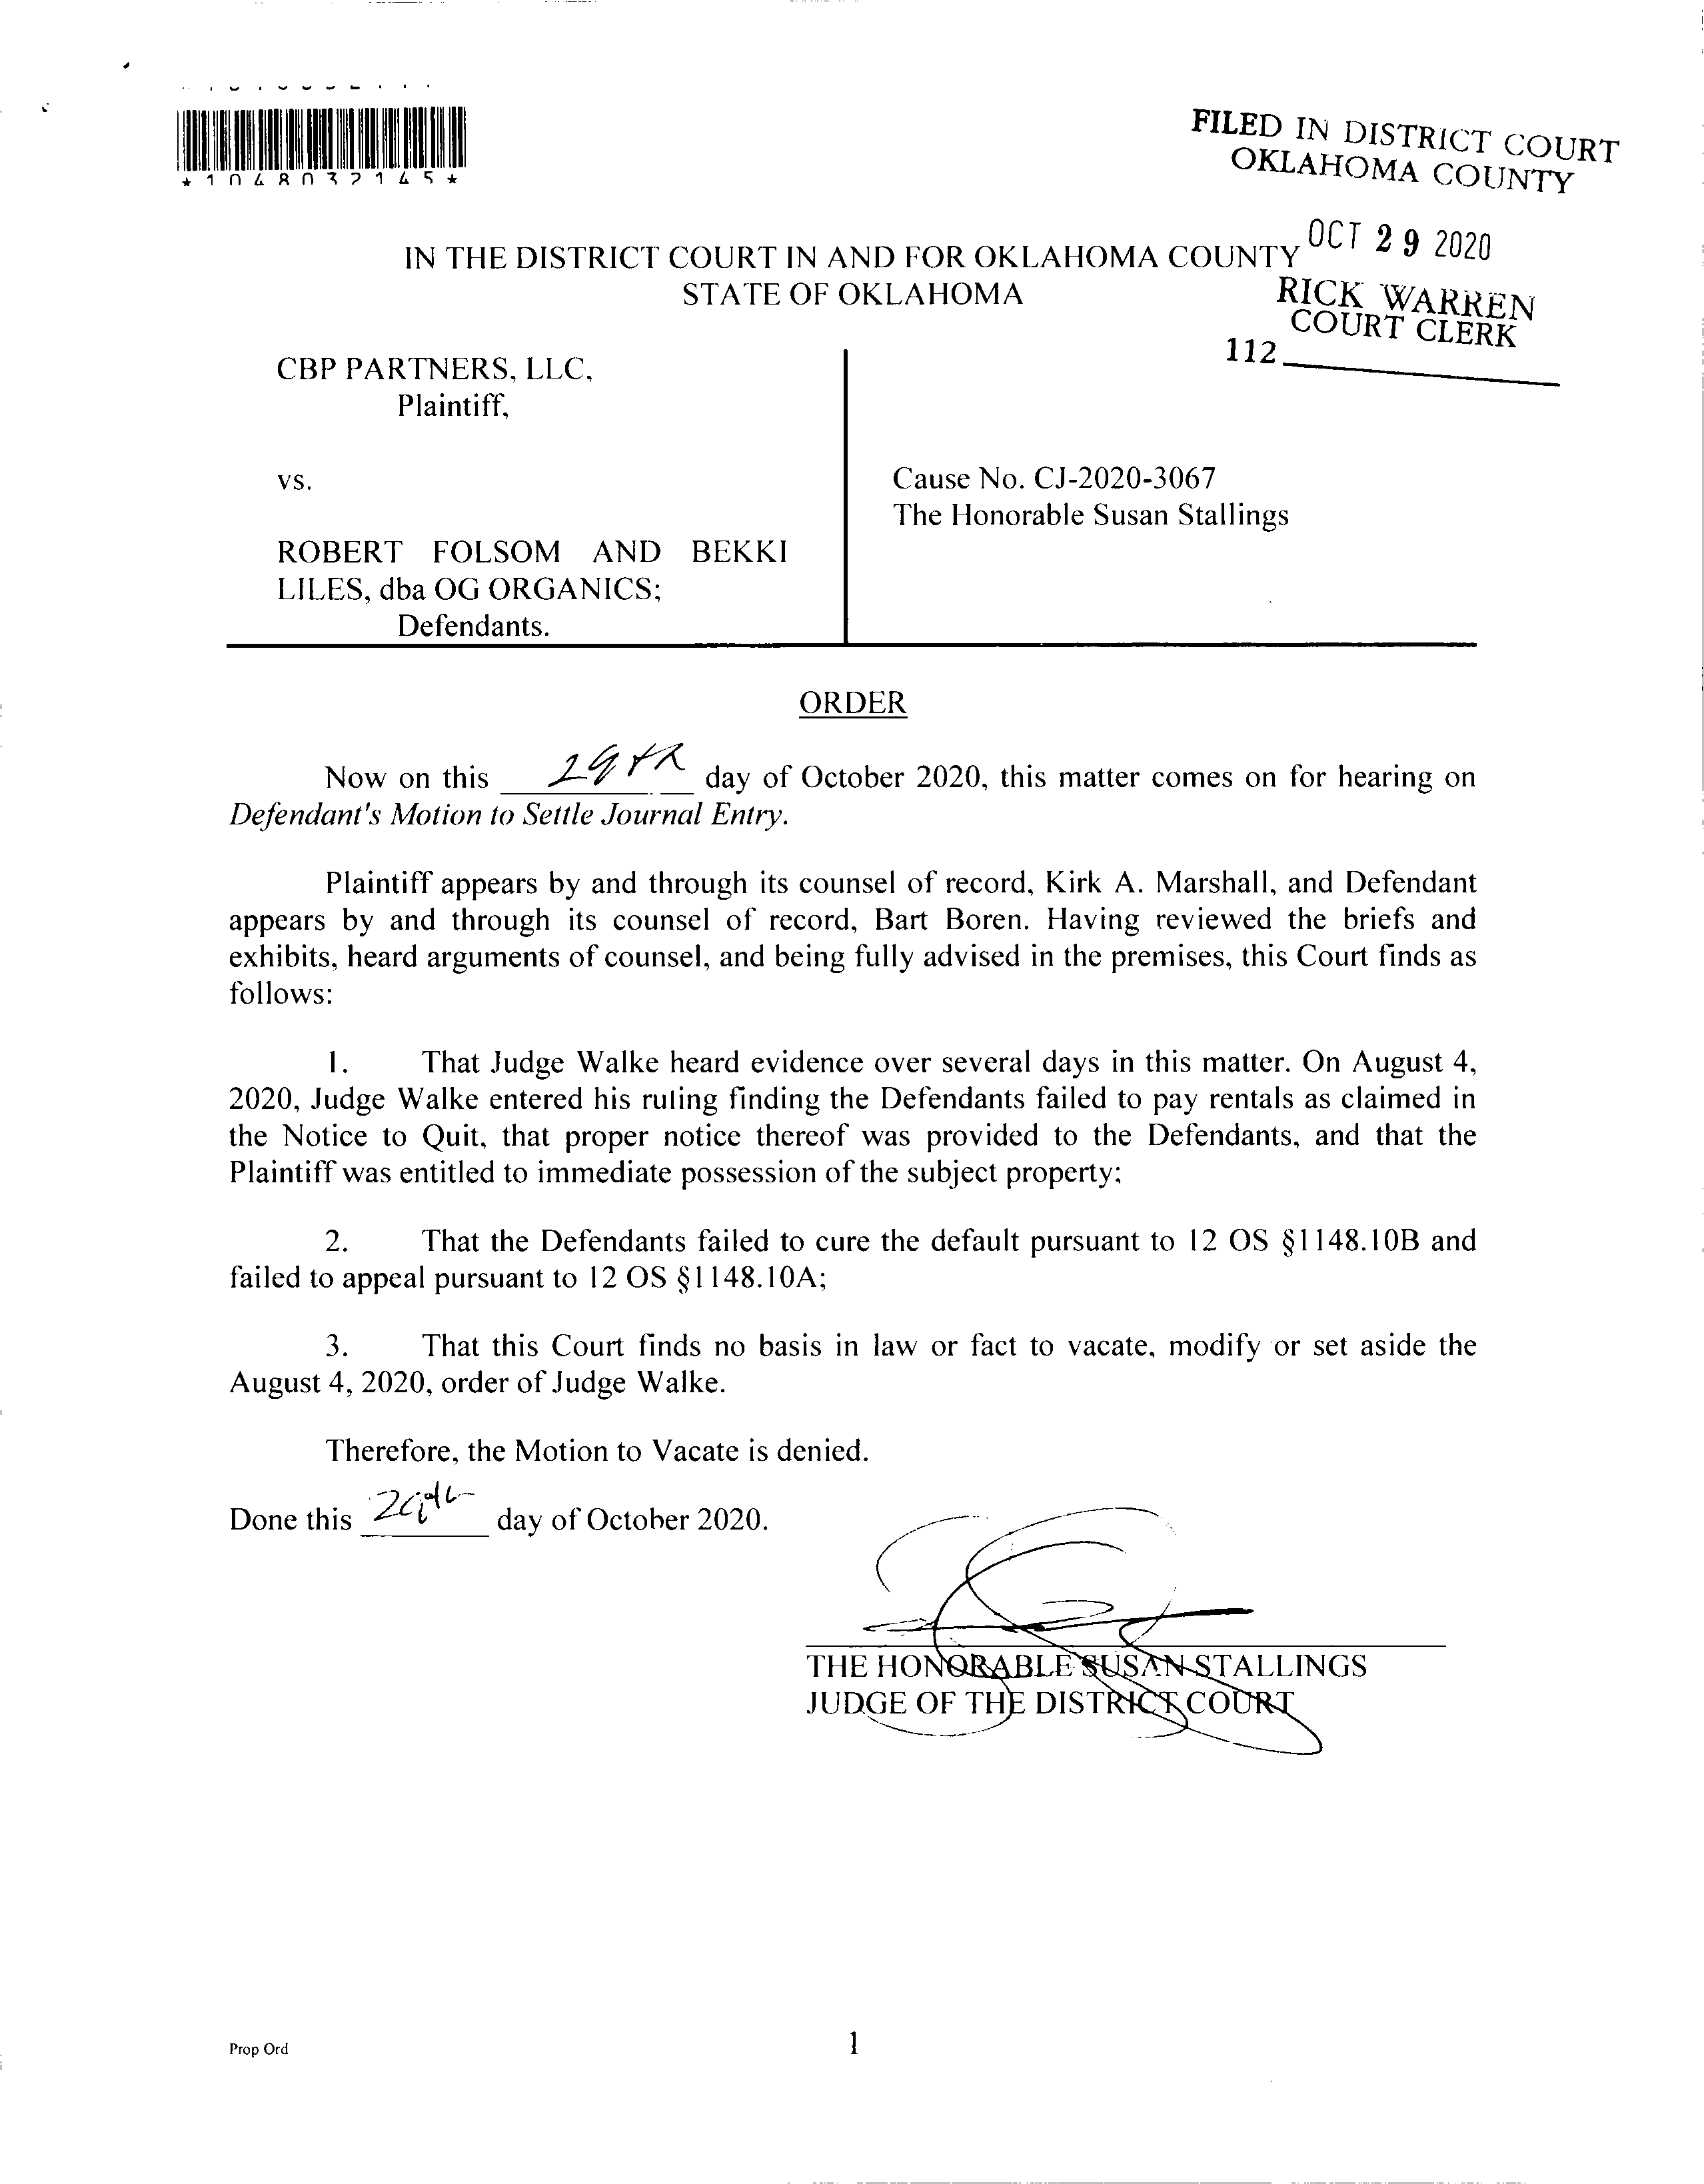 *1048032145*
FILED IN DISTRICT COURT
OKLAHOMA COUNTY
OCT 29 2020
RICK WARREN
COURT CLERK
112
IN THE DISTRICT COURT IN AND FOR OKLAHOMA COUNTY
STATE OF OKLAHOMA
CBP PARTNERS, LLC,
Plaintiff,
vs.
ROBERT FOLSOM AND BEKKI
LILES, dba OG ORGANICS;
Defendants.
Cause No. CJ-2020-3067
The Honorable Susan Stallings
ORDER
Now on this 29th day of October 2020, this matter comes on for hearing on
Defendant's Motion to Settle Journal Entry.
Plaintiff appears by and through its counsel of record, Kirk A. Marshall, and Defendant
appears by and through its counsel of record, Bart Boren. Having reviewed the briefs and
exhibits, heard arguments of counsel, and being fully advised in the premises, this Court finds as
follows:
1. That Judge Walke heard evidence over several days in this matter. On August 4,
2020, Judge Walke entered his ruling finding the Defendants failed to pay rentals as claimed in
the Notice to Quit, that proper notice thereof was provided to the Defendants, and that the
Plaintiff was entitled to immediate possession of the subject property;
2. That the Defendants failed to cure the default pursuant to 12 OS §1148.10B and
failed to appeal pursuant to 12 OS §1148.10A;
3. That this Court finds no basis in law or fact to vacate, modify or set aside the
August 4, 2020, order of Judge Walke.
Therefore, the Motion to Vacate is denied.
Done this 29th day of October 2020.
THE HONORABLE SUSAN STALLINGS
JUDGE OF THE DISTRICT COURT
Prop Ord
1